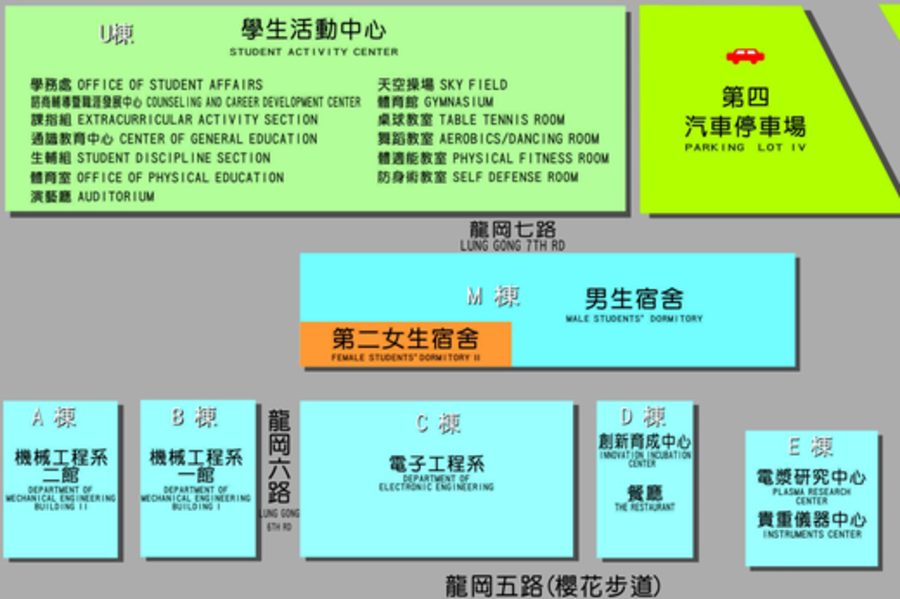 U棟
學生活動中心
STUDENT ACTIVITY CENTER
學務處 OFFICE OF STUDENT AFFAIRS
諮商輔導暨職涯發展中心 COUNSELING AND CAREER DEVELOPMENT CENTER
課指組 EXTRACURRICULAR ACTIVITY SECTION
通識教育中心 CENTER OF GENERAL EDUCATION
生輔組 STUDENT DISCIPLINE SECTION
體育室 OFFICE OF PHYSICAL EDUCATION
演藝廳 AUDITORIUM
天空操場 SKY FIELD
體育館 GYMNASIUM
桌球教室 TABLE TENNIS ROOM
舞蹈教室 AEROBICS/DANCING ROOM
體適能教室 PHYSICAL FITNESS ROOM
防身術教室 SELF DEFENSE ROOM
第四
汽車停車場
PARKING LOT IV
龍岡七路
LUNG GONG 7TH RD
M 棟
男生宿舍
MALE STUDENTS' DORMITORY
第二女生宿舍
FEMALE STUDENTS' DORMITORY II
A 棟
機械工程系
二館
DEPARTMENT OF
MECHANICAL ENGINEERING
BUILDING II
B 棟
機械工程系
一館
DEPARTMENT OF
MECHANICAL ENGINEERING
BUILDING I
龍岡六路
LUNG GONG
6TH RD
C 棟
電子工程系
DEPARTMENT OF
ELECTRONIC ENGINEERING
D 棟
創新育成中心
INNOVATION INCUBATION
CENTER
餐廳
THE RESTAURANT
E 棟
電漿研究中心
PLASMA RESEARCH
CENTER
貴重儀器中心
INSTRUMENTS CENTER
龍岡五路(櫻花步道)